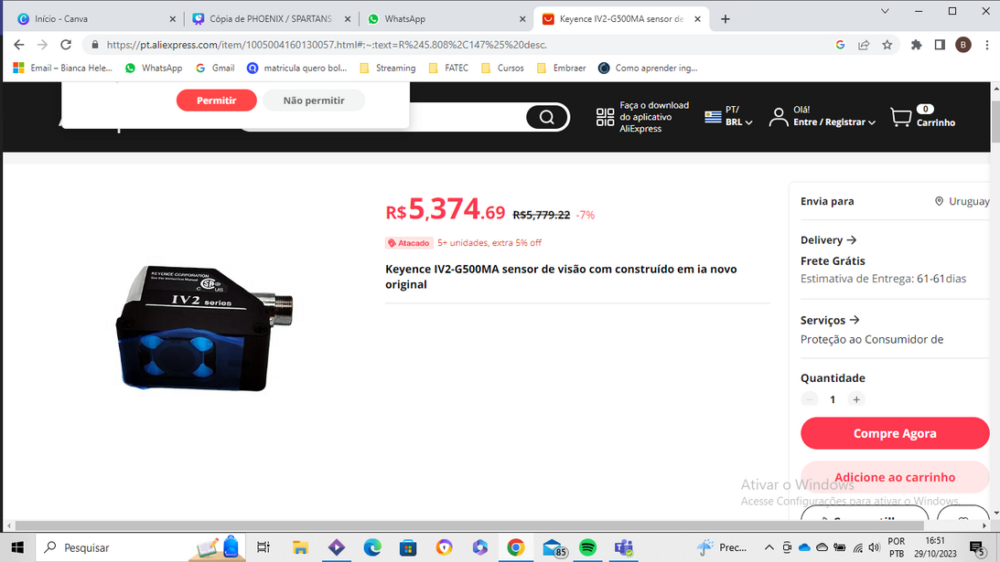 Início - Canva
Cópia de PHOENIX / SPARTANS
WhatsApp
Keyence IV2-G500MA sensor de
https://pt.aliexpress.com/item/1005004160130057.html#:~:text=R%245.808%2C147%25%20desc.
B
Email – Bianca Hele...
WhatsApp
Gmail
matricula quero bol...
Streaming
FATEC
Cursos
Embraer
Como aprender ing...
Permitir
Não permitir
Faça o download
do aplicativo
AliExpress
PT/
BRL
Olá!
Entre / Registrar
0
Carrinho
R$5,374.69 R$5,779.22 -7%
Atacado 5+ unidades, extra 5% off
Keyence IV2-G500MA sensor de visão com construído em ia novo
original
KEYENCE CORPORATION
See the Instruction Manual
IV2 series
Envia para
Uruguay
Delivery
Frete Grátis
Estimativa de Entrega: 61-61dias
Serviços
Proteção ao Consumidor de
Quantidade
1
Compre Agora
Adicione ao carrinho
Ativar o Windows
Acesse Configurações para ativar o Windows.
Pesquisar
85
Prec...
POR
PTB
16:51
29/10/2023
5